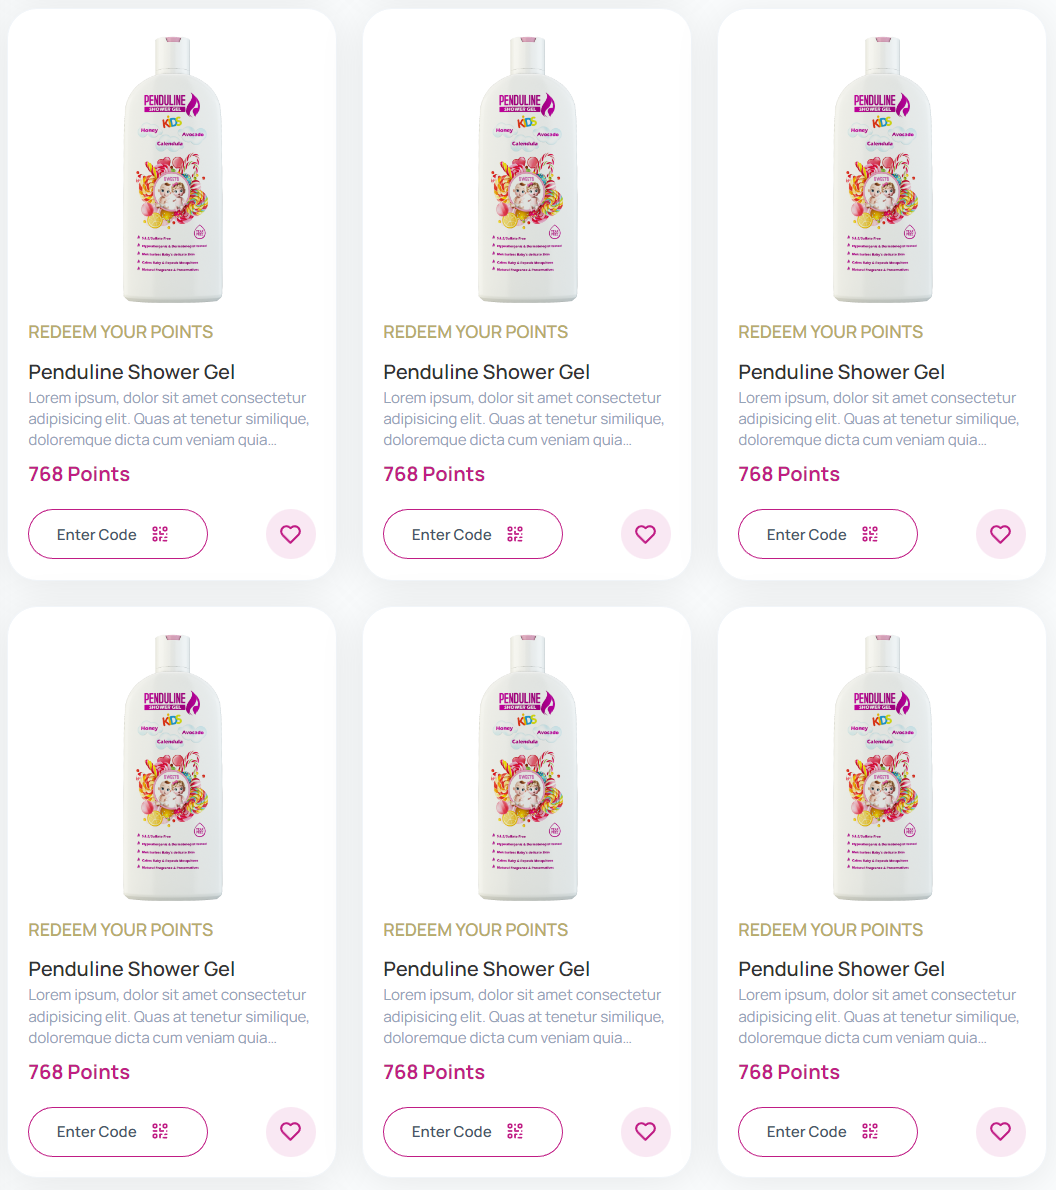 PENDULINE PENDULINE PENDULINE
SHOWER GEL SHOWER GEL SHOWER GEL
KIDS KIDS KIDS
Honey Avocado Honey Avocado Honey Avocado
Calendula Calendula Calendula
SWEETS SWEETS SWEETS
REDEEM YOUR POINTS REDEEM YOUR POINTS REDEEM YOUR POINTS
Penduline Shower Gel Penduline Shower Gel Penduline Shower Gel
Lorem ipsum, dolor sit amet consectetur Lorem ipsum, dolor sit amet consectetur Lorem ipsum, dolor sit amet consectetur
adipisicing elit. Quas at tenetur similique, adipisicing elit. Quas at tenetur similique, adipisicing elit. Quas at tenetur similique,
doloremque dicta cum veniam quia... doloremque dicta cum veniam quia... doloremque dicta cum veniam quia...
768 Points 768 Points 768 Points
Enter Code Enter Code Enter Code
PENDULINE PENDULINE PENDULINE
SHOWER GEL SHOWER GEL SHOWER GEL
KIDS KIDS KIDS
Honey Avocado Honey Avocado Honey Avocado
Calendula Calendula Calendula
SWEETS SWEETS SWEETS
REDEEM YOUR POINTS REDEEM YOUR POINTS REDEEM YOUR POINTS
Penduline Shower Gel Penduline Shower Gel Penduline Shower Gel
Lorem ipsum, dolor sit amet consectetur Lorem ipsum, dolor sit amet consectetur Lorem ipsum, dolor sit amet consectetur
adipisicing elit. Quas at tenetur similique, adipisicing elit. Quas at tenetur similique, adipisicing elit. Quas at tenetur similique,
doloremque dicta cum veniam quia... doloremque dicta cum veniam quia... doloremque dicta cum veniam quia...
768 Points 768 Points 768 Points
Enter Code Enter Code Enter Code